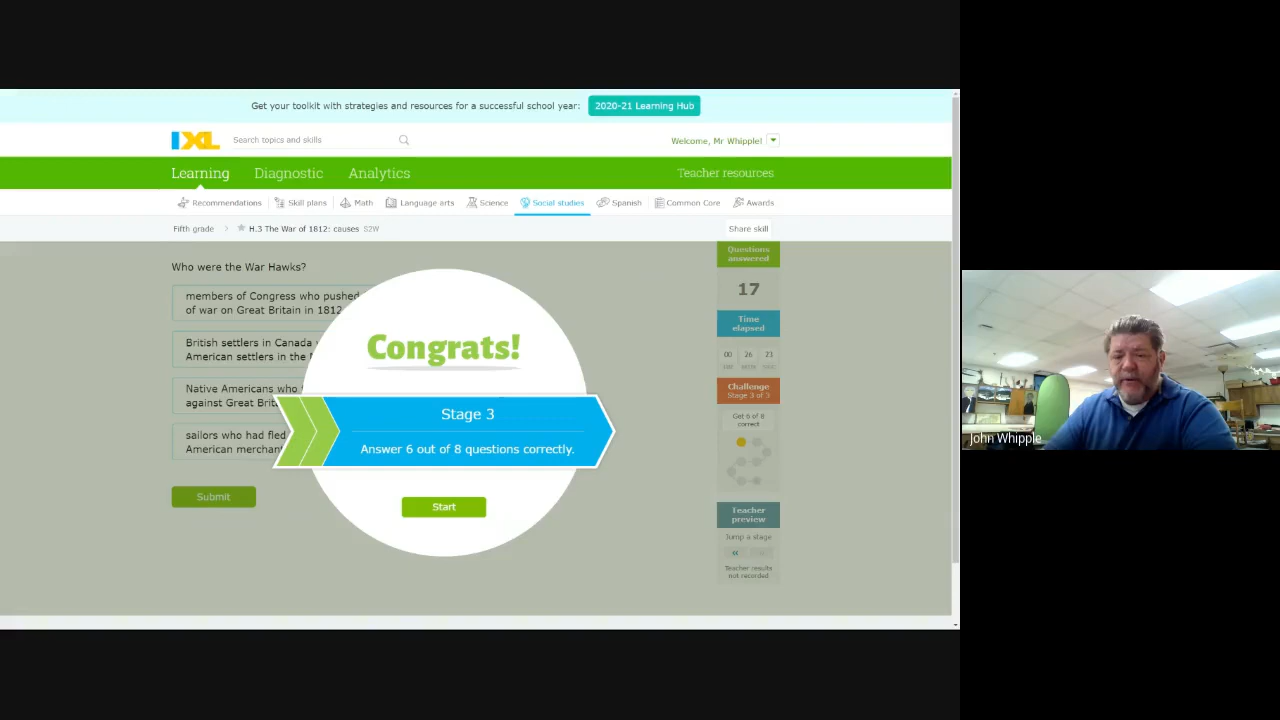 Get your toolkit with strategies and resources for a successful school year: 2020-21 Learning Hub
IXL Search topics and skills Welcome, Mr Whipple!
Learning Diagnostic Analytics Teacher resources
Recommendations Skill plans Math Language arts Science Social studies Spanish Common Core Awards
Fifth grade > H.3 The War of 1812: causes S2W Share skill
Who were the War Hawks?
members of Congress who pushed
of war on Great Britain in 1812
British settlers in Canada
American settlers in the
Native Americans who
against Great
sailors who had fled
American
Submit
Congrats!
Stage 3
Answer 6 out of 8 questions correctly.
Start
Questions
answered
17
Time
elapsed
00 26 21
Challenge
Stage 3 of 3
Get 6 of 8
correct
Teacher
preview
Jump a stage
Teacher results
not recorded
John Whipple